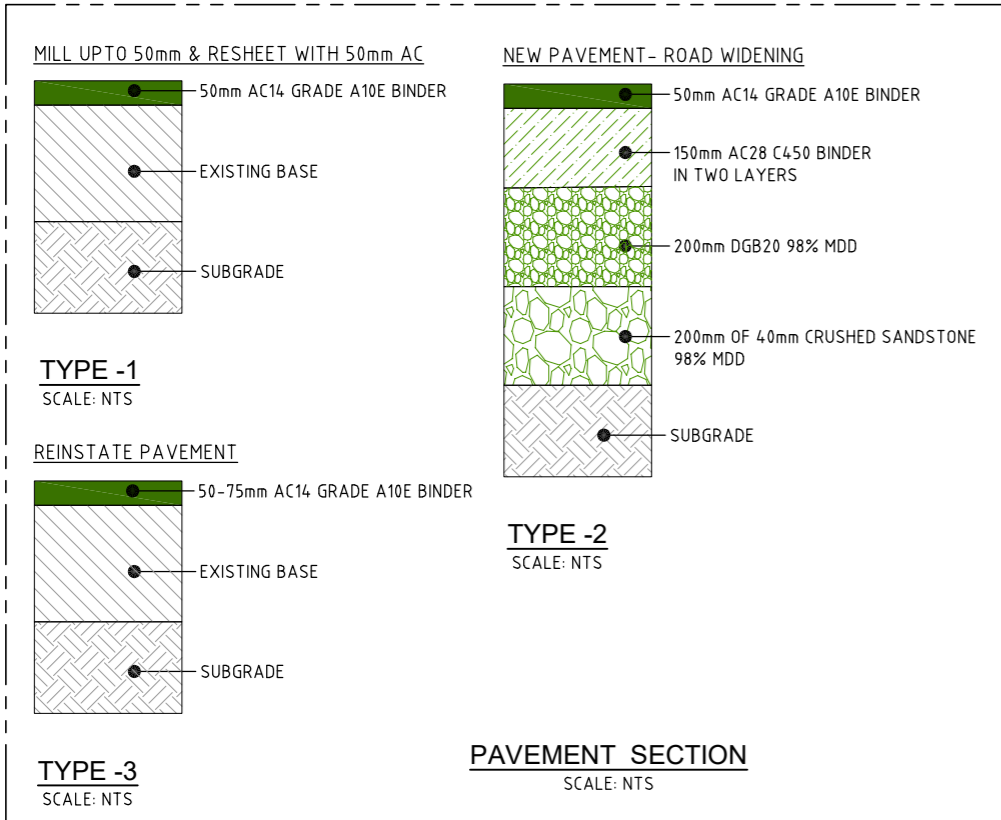 MILL UPTO 50mm & RESHEET WITH 50mm AC
50mm AC14 GRADE A10E BINDER
EXISTING BASE
SUBGRADE
TYPE -1
SCALE: NTS
REINSTATE PAVEMENT
50-75mm AC14 GRADE A10E BINDER
EXISTING BASE
SUBGRADE
TYPE -3
SCALE: NTS
NEW PAVEMENT- ROAD WIDENING
50mm AC14 GRADE A10E BINDER
150mm AC28 C450 BINDER
IN TWO LAYERS
200mm DGB20 98% MDD
200mm OF 40mm CRUSHED SANDSTONE
98% MDD
SUBGRADE
TYPE -2
SCALE: NTS
PAVEMENT SECTION
SCALE: NTS